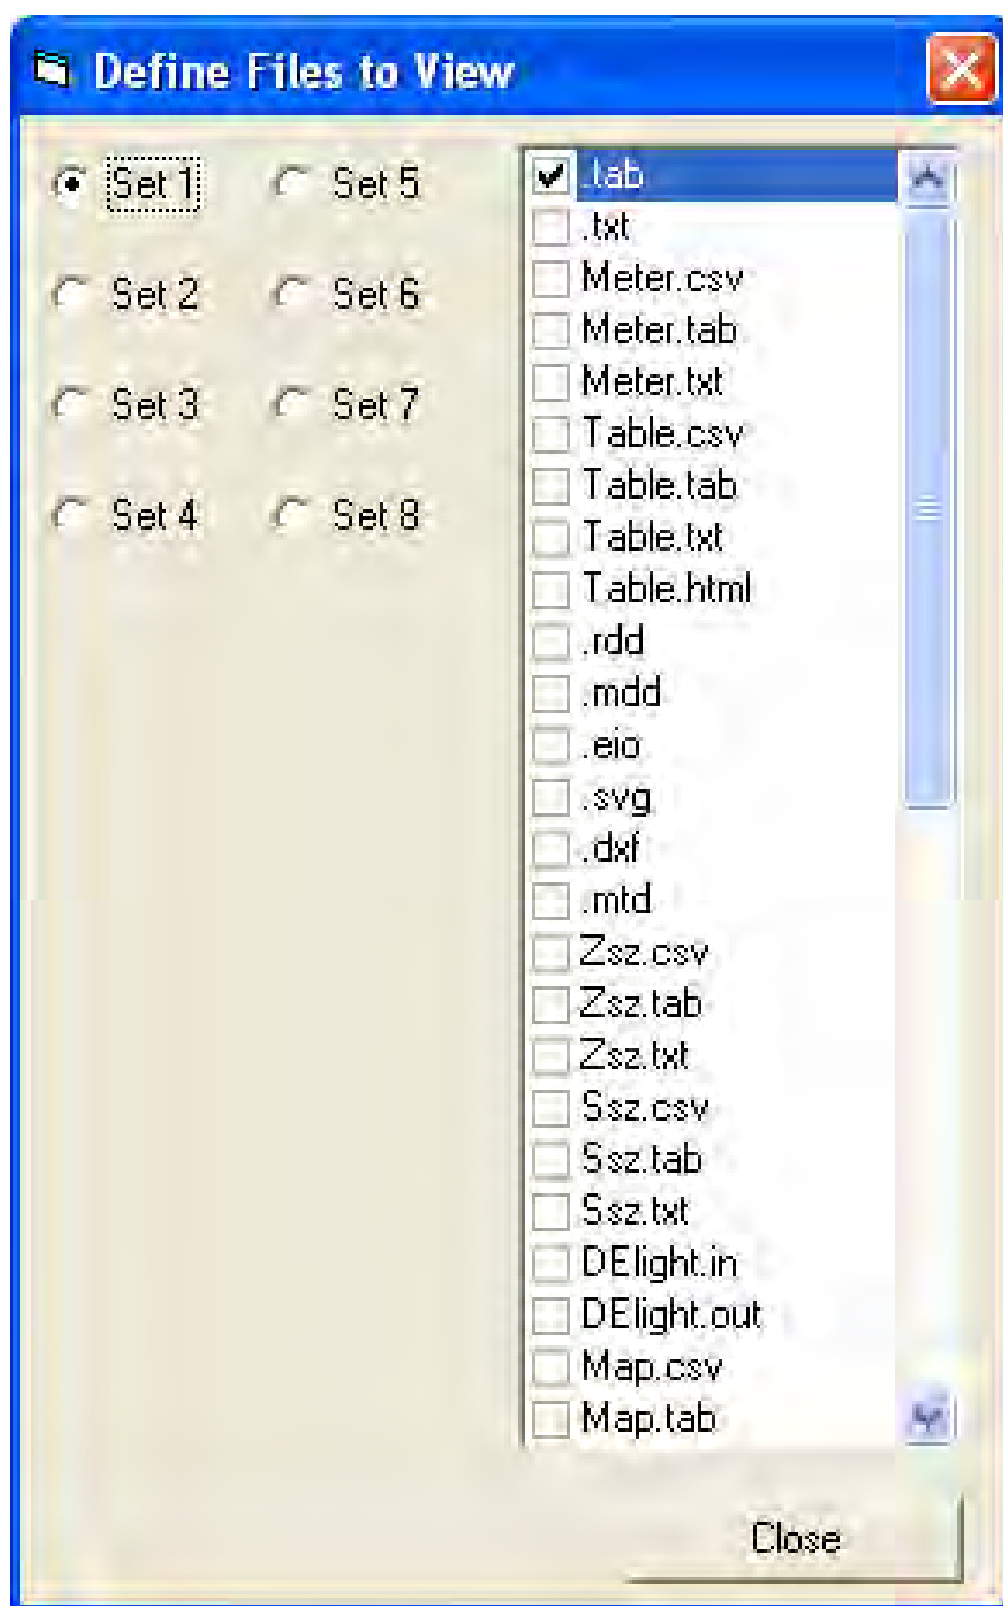 Define Files to View
Set 1
Set 5
Set 2
Set 6
Set 3
Set 7
Set 4
Set 8
.tab
.txt
Meter.csv
Meter.tab
Meter.txt
Table.csv
Table.tab
Table.txt
Table.html
.rdd
.mdd
.eio
.svg
.dxf
.mtd
Zsz.csv
Zsz.tab
Zsz.txt
Ssz.csv
Ssz.tab
Ssz.txt
DElight.in
DElight.out
Map.csv
Map.tab
Close